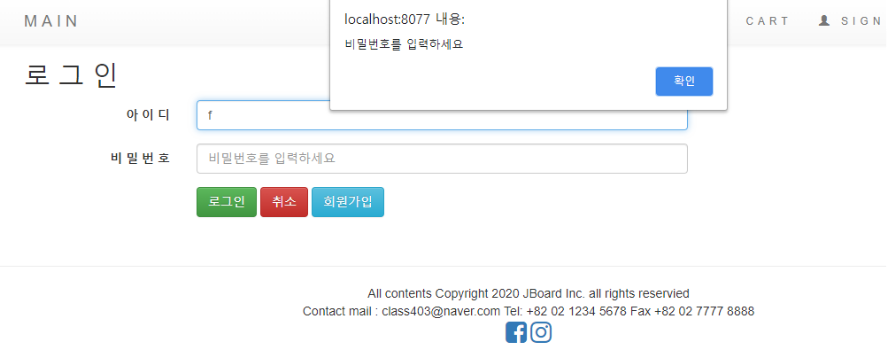 MAIN
localhost:8077 내용:
CART SIGN
비밀번호를 입력하세요
확인
로그인
아이디 f
비밀번호 비밀번호를 입력하세요
로그인 취소 회원가입
All contents Copyright 2020 JBoard Inc. all rights reservied
Contact mail : class403@naver.com Tel: +82 02 1234 5678 Fax +82 02 7777 8888